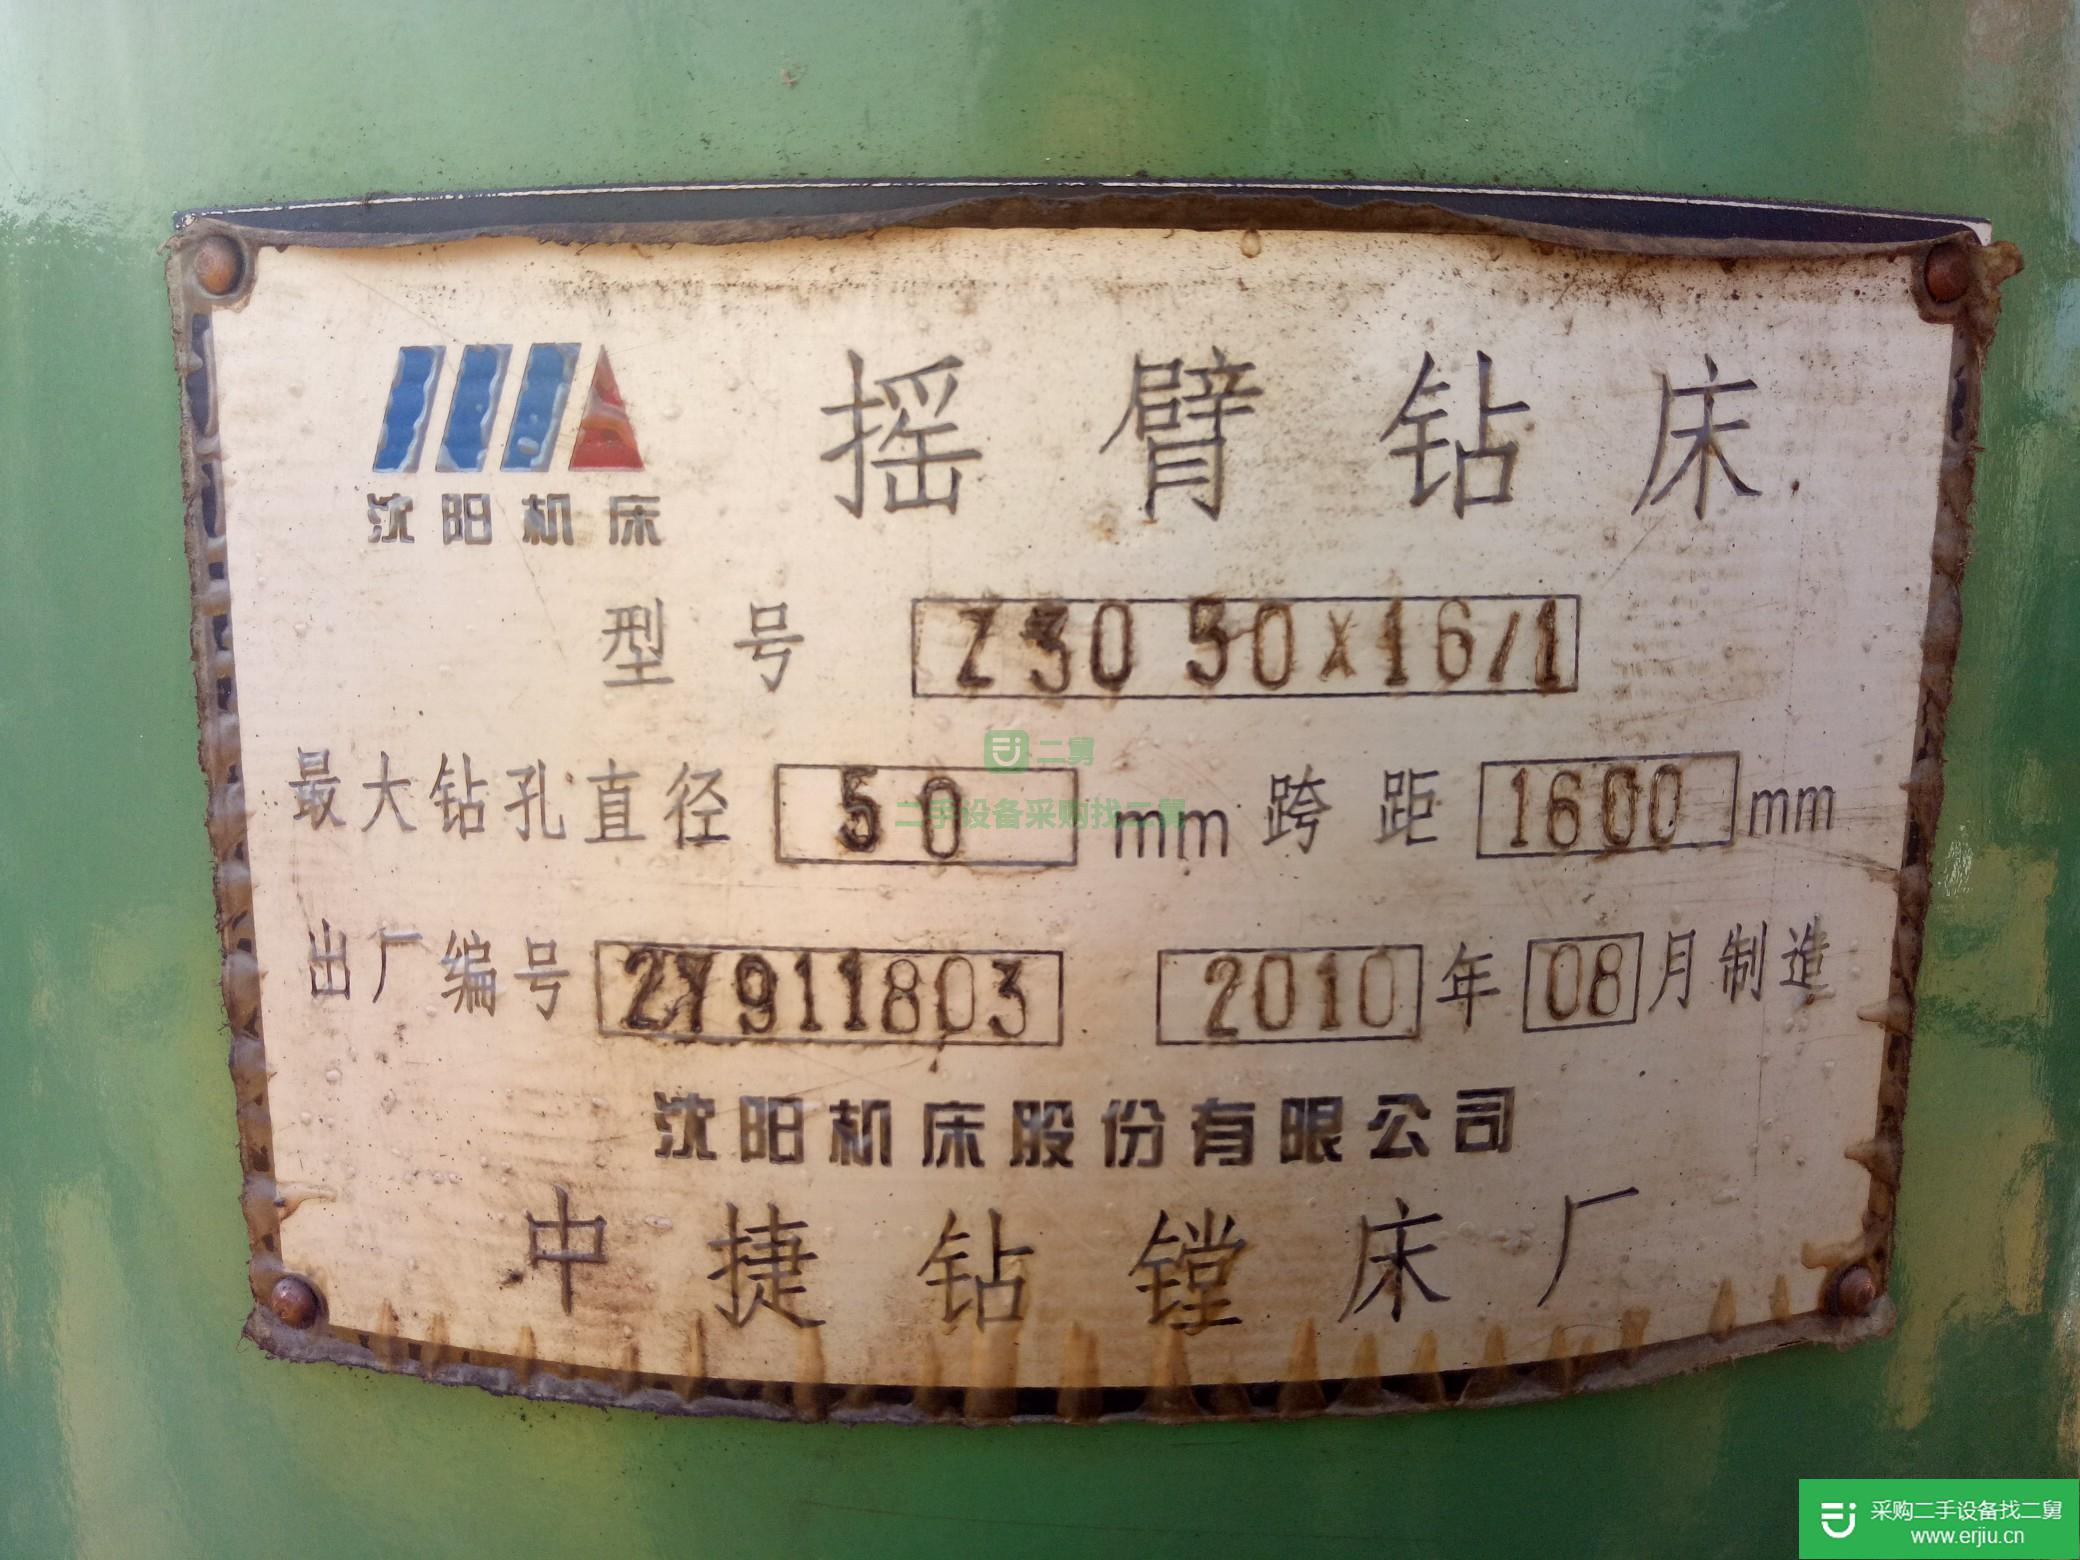 沈阳机床
摇臂钻床
型号 Z3050x16/1
二舅
最大钻孔直径 50 mm 跨距 1600 mm
二手设备采购找二舅
出厂编号 27911803 2010 年 08 月制造
沈阳机床股份有限公司
中捷钻镗床厂
采购二手设备找二舅
www.erjiu.cn